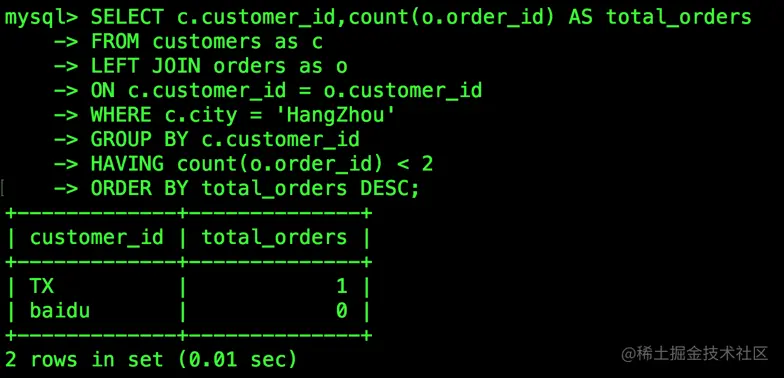 mysql> SELECT c.customer_id,count(o.order_id) AS total_orders
    -> FROM customers as c
    -> LEFT JOIN orders as o
    -> ON c.customer_id = o.customer_id
    -> WHERE c.city = 'HangZhou'
    -> GROUP BY c.customer_id
    -> HAVING count(o.order_id) < 2
    -> ORDER BY total_orders DESC;
+-------------+--------------+
| customer_id | total_orders |
+-------------+--------------+
| TX          |            1 |
| baidu       |            0 |
+-------------+--------------+
2 rows in set (0.01 sec)
@稀土掘金技术社区